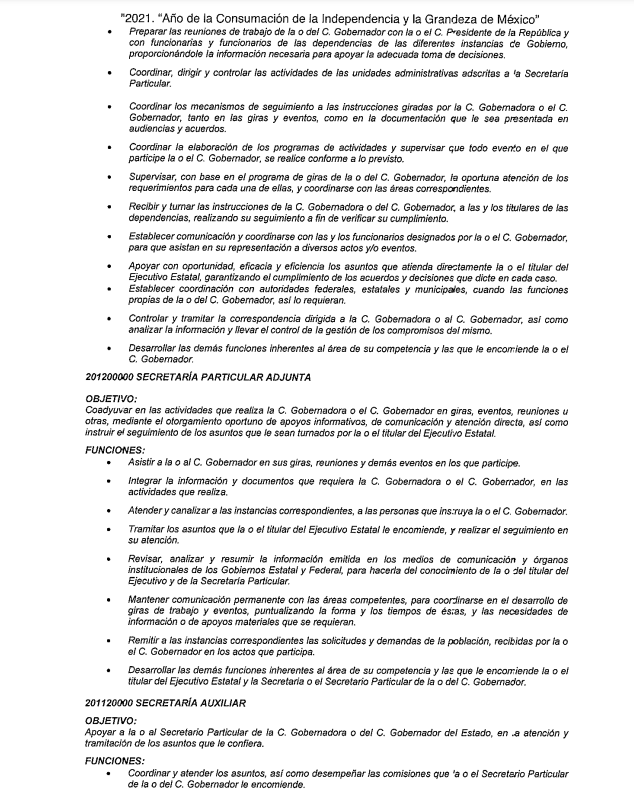 "2021. "Año de la Consumación de la Independencia y la Grandeza de México"
• Preparar las reuniones de trabajo de la o del C. Gobernador con la o el C. Presidente de la República y
con funcionarias y funcionarios de las dependencias de las diferentes instancias de Gobierno,
proporcionándole la información necesaria para apoyar la adecuada toma de decisiones.
• Coordinar, dirigir y controlar las actividades de las unidades administrativas adscritas a la Secretaría
Particular.
• Coordinar los mecanismos de seguimiento a las instrucciones giradas por la C. Gobernadora o el C.
Gobernador, tanto en las giras y eventos, como en la documentación que le sea presentada en
audiencias y acuerdos.
• Coordinar la elaboración de los programas de actividades y supervisar que todo evento en el que
participe la o el C. Gobernador, se realice conforme a lo previsto.
• Supervisar, con base en el programa de giras de la o del C. Gobernador, la oportuna atención de los
requerimientos para cada una de ellas, y coordinarse con las áreas correspondientes.
• Recibir y turnar las instrucciones de la C. Gobernadora o del C. Gobernador, a las y los titulares de las
dependencias, realizando su seguimiento a fin de verificar su cumplimiento.
• Establecer comunicación y coordinarse con las y los funcionarios designados por la o el C. Gobernador,
para que asistan en su representación a diversos actos y/o eventos.
• Apoyar con oportunidad, eficacia y eficiencia los asuntos que atienda directamente la o el titular del
Ejecutivo Estatal, garantizando el cumplimiento de los acuerdos y decisiones que dicte en cada caso.
• Establecer coordinación con autoridades federales, estatales y municipales, cuando las funciones
propias de la o del C. Gobernador, así lo requieran.
• Controlar y tramitar la correspondencia dirigida a la C. Gobernadora o al C. Gobernador, así como
analizar la información y llevar el control de la gestión de los compromisos del mismo.
• Desarrollar las demás funciones inherentes al área de su competencia y las que le encomiende la o el
C. Gobernador.
201200000 SECRETARÍA PARTICULAR ADJUNTA
OBJETIVO:
Coadyuvar en las actividades que realiza la C. Gobernadora o el C. Gobernador en giras, eventos, reuniones u
otras, mediante el otorgamiento oportuno de apoyos informativos, de comunicación y atención directa, así como
instruir el seguimiento de los asuntos que le sean turnados por la o el titular del Ejecutivo Estatal.
FUNCIONES:
• Asistir a la o al C. Gobernador en sus giras, reuniones y demás eventos en los que participe.
• Integrar la información y documentos que requiera la C. Gobernadora o el C. Gobernador, en las
actividades que realiza.
• Atender y canalizar a las instancias correspondientes, a las personas que instruya la o el C. Gobernador.
• Tramitar los asuntos que la o el titular del Ejecutivo Estatal le encomiende, y realizar el seguimiento en
su atención.
• Revisar, analizar y resumir la información emitida en los medios de comunicación y órganos
institucionales de los Gobiernos Estatal y Federal, para hacerla del conocimiento de la o del titular del
Ejecutivo y de la Secretaría Particular.
• Mantener comunicación permanente con las áreas competentes, para coordinarse en el desarrollo de
giras de trabajo y eventos, puntualizando la forma y los tiempos de éstas, y las necesidades de
información o de apoyos materiales que se requieran.
• Remitir a las instancias correspondientes las solicitudes y demandas de la población, recibidas por la o
el C. Gobernador en los actos que participa.
• Desarrollar las demás funciones inherentes al área de su competencia y las que le encomiende la o el
titular del Ejecutivo Estatal y la Secretaria o el Secretario Particular de la o del C. Gobernador.
201120000 SECRETARÍA AUXILIAR
OBJETIVO:
Apoyar a la o al Secretario Particular de la C. Gobernadora o del C. Gobernador del Estado, en la atención y
tramitación de los asuntos que le confiera.
FUNCIONES:
• Coordinar y atender los asuntos, así como desempeñar las comisiones que la o el Secretario Particular
de la o del C. Gobernador le encomiende.